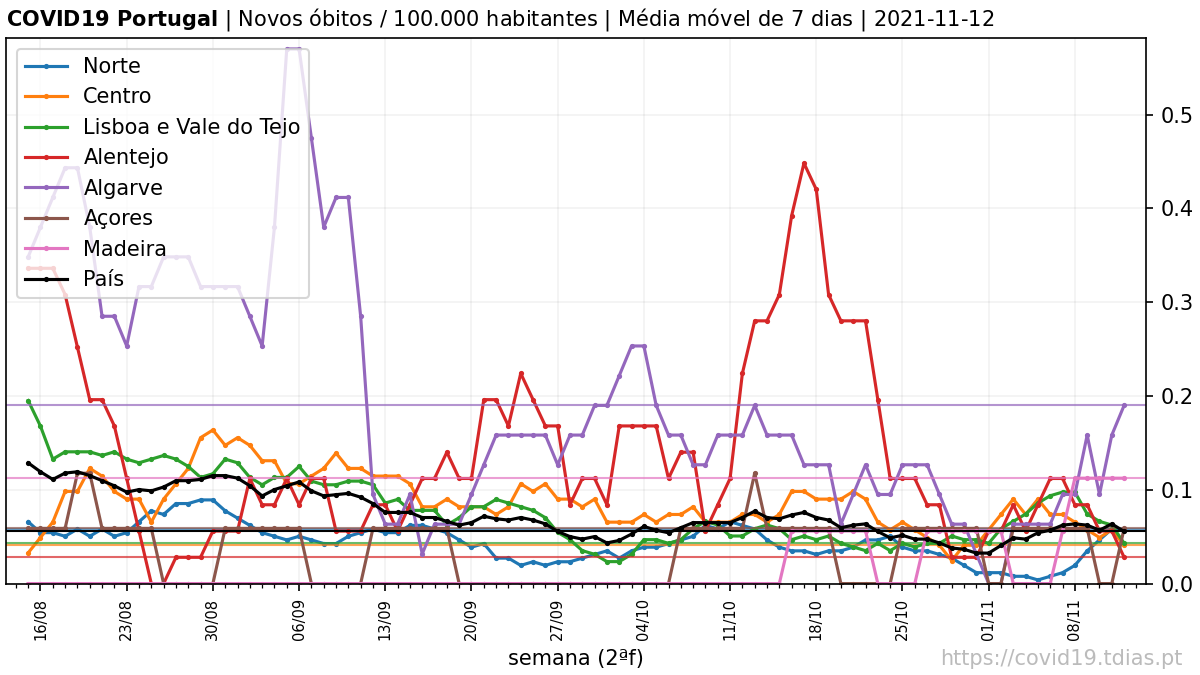 COVID19 Portugal | Novos óbitos / 100.000 habitantes | Média móvel de 7 dias | 2021-11-12
Norte
Centro
Lisboa e Vale do Tejo
Alentejo
Algarve
Açores
Madeira
País
0.5
0.4
0.3
0.2
0.1
0.0
16/08
23/08
30/08
06/09
13/09
20/09
27/09
04/10
11/10
18/10
25/10
01/11
08/11
semana (2ªf)
https://covid19.tdias.pt